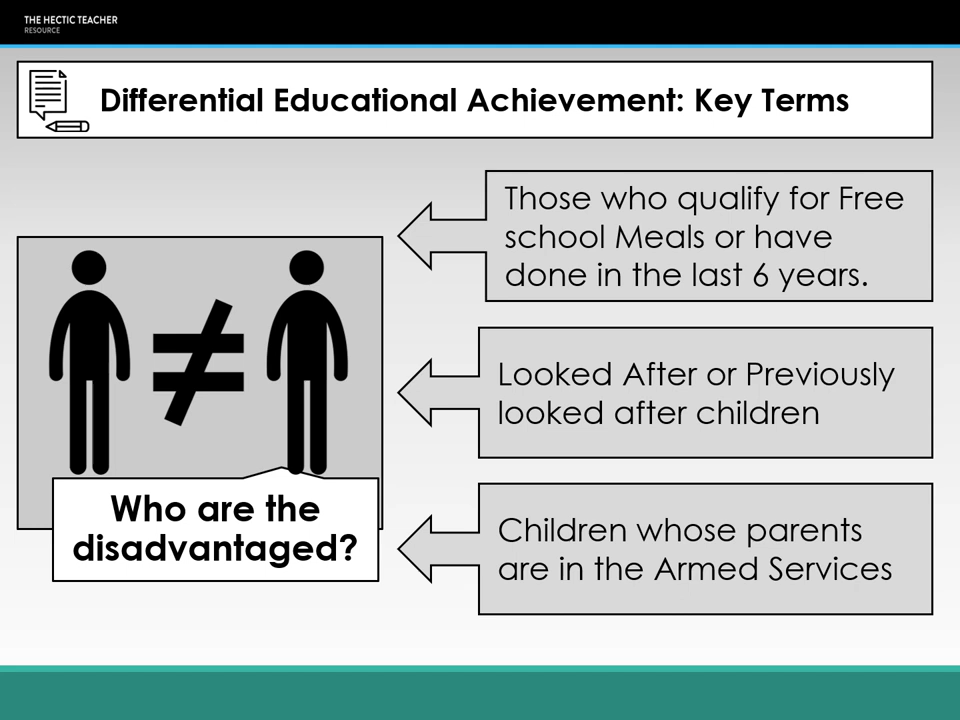 THE HECTIC TEACHER
RESOURCE
Differential Educational Achievement: Key Terms
Those who qualify for Free
school Meals or have
done in the last 6 years.
Looked After or Previously
looked after children
Who are the
disadvantaged?
Children whose parents
are in the Armed Services